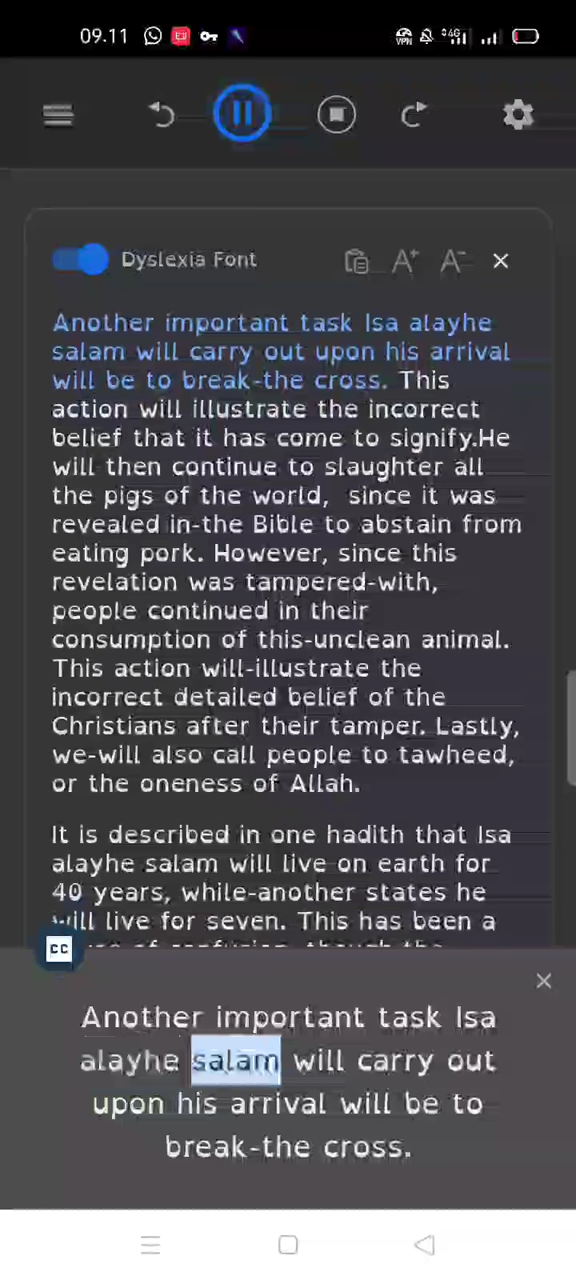 09.11
VPN
4G
Dyslexia Font
A+
A-
Another important task Isa alayhe
salam will carry out upon his arrival
will be to break-the cross. This
action will illustrate the incorrect
belief that it has come to signify.He
will then continue to slaughter all
the pigs of the world,  since it was
revealed in-the Bible to abstain from
eating pork. However, since this
revelation was tampered-with,
people continued in their
consumption of this-unclean animal.
This action will-illustrate the
incorrect detailed belief of the
Christians after their tamper. Lastly,
we-will also call people to tawheed,
or the oneness of Allah.
It is described in one hadith that Isa
alayhe salam will live on earth for
40 years, while-another states he
will live for seven. This has been a
of confusion, though the
CC
Another important task Isa
alayhe salam will carry out
upon his arrival will be to
break-the cross.